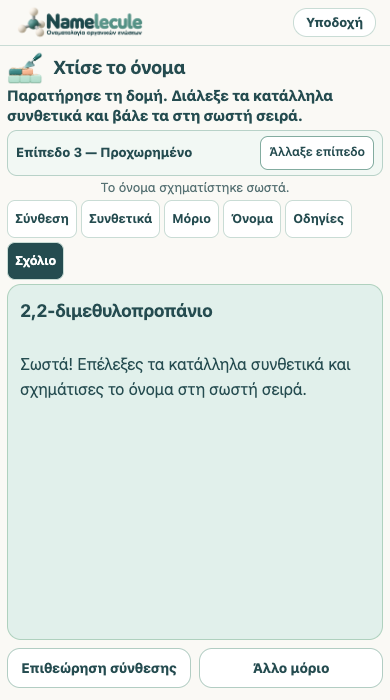 Namelecule
Ονοματολογία οργανικών ενώσεων
Υποδοχή
Χτίσε το όνομα
Παρατήρησε τη δομή. Διάλεξε τα κατάλληλα
συνθετικά και βάλε τα στη σωστή σειρά.
Επίπεδο 3 — Προχωρημένο
Άλλαξε επίπεδο
Το όνομα σχηματίστηκε σωστά.
Σύνθεση
Συνθετικά
Μόριο
Όνομα
Οδηγίες
Σχόλιο
2,2-διμεθυλοπροπάνιο
Σωστά! Επέλεξες τα κατάλληλα συνθετικά και
σχημάτισες το όνομα στη σωστή σειρά.
Επιθεώρηση σύνθεσης
Άλλο μόριο